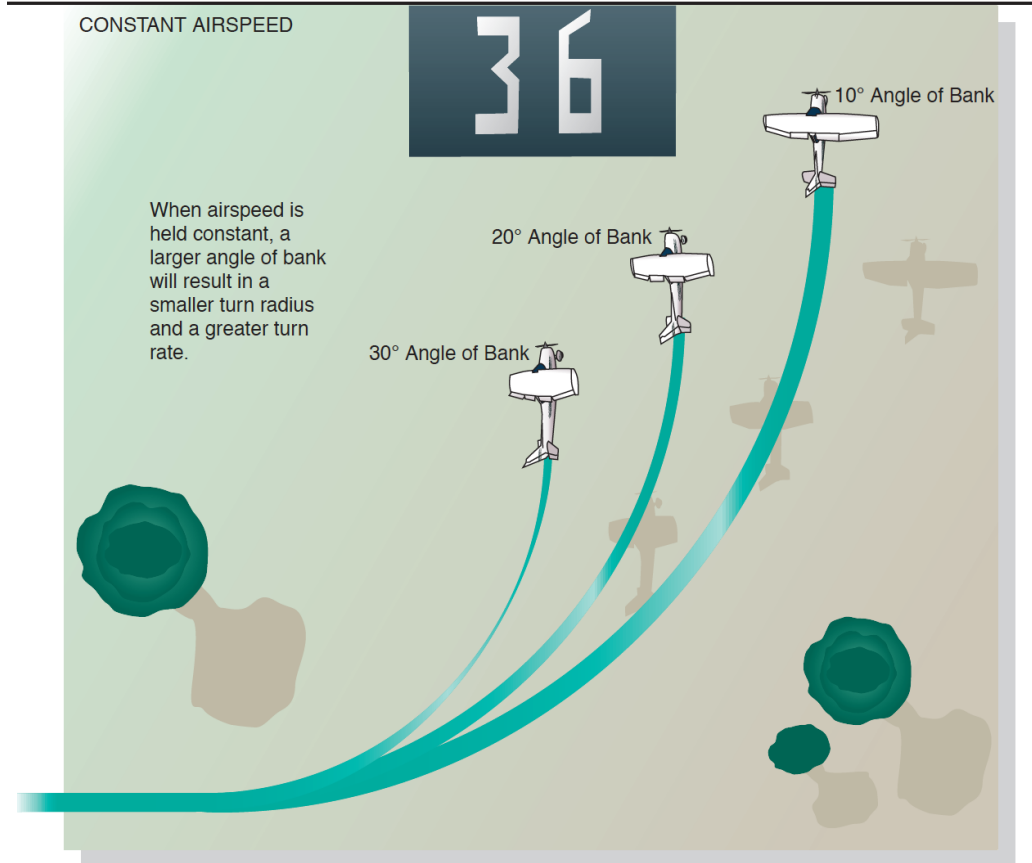 CONSTANT AIRSPEED
36
10° Angle of Bank
When airspeed is
held constant, a
larger angle of bank
will result in a
smaller turn radius
and a greater turn
rate.
20° Angle of Bank
30° Angle of Bank